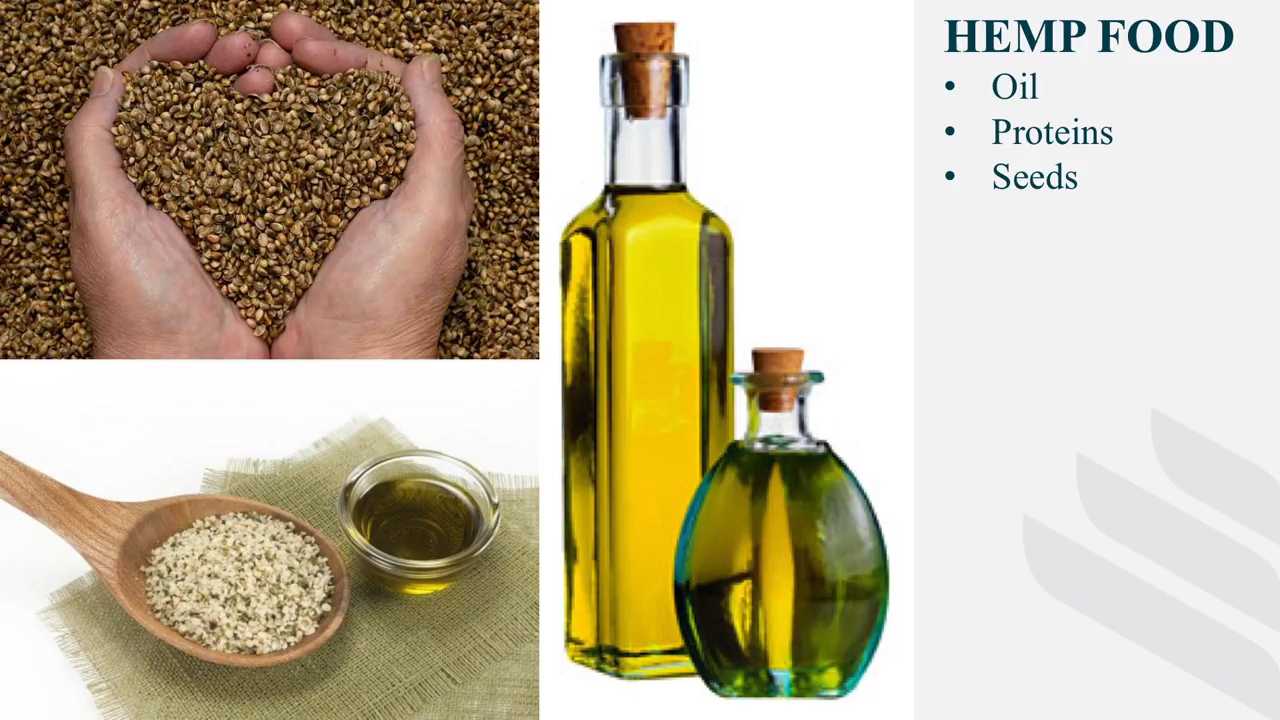 HEMP FOOD
• Oil
• Proteins
• Seeds